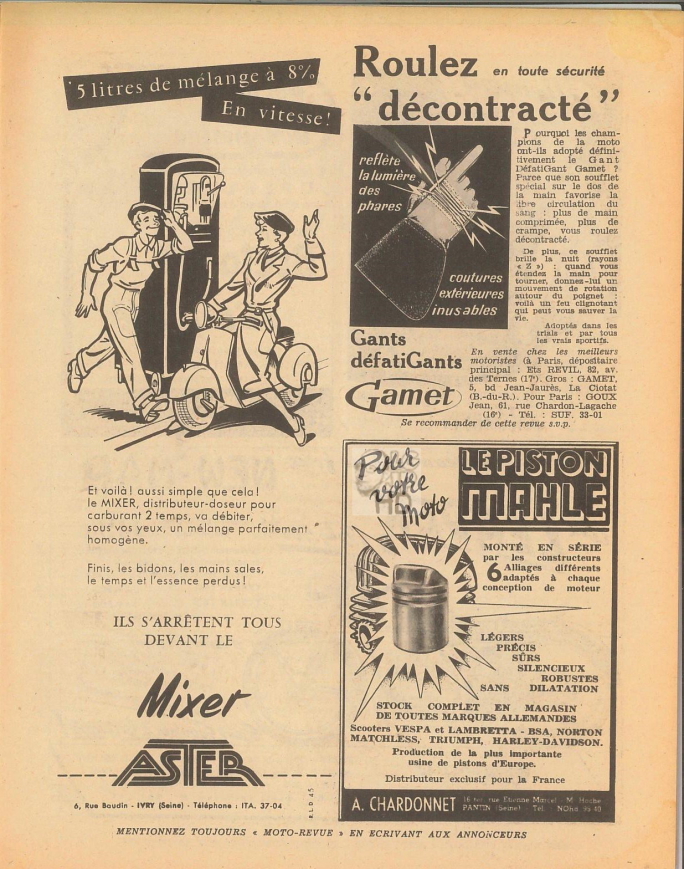 5 litres de mélange à 8%
En vitesse!
Et voilà! aussi simple que cela!
le MIXER, distributeur-doseur pour
carburant 2 temps, va débiter,
sous vos yeux, un mélange parfaitement
homogène.
Finis, les bidons, les mains sales,
le temps et l'essence perdus!
ILS S'ARRÊTENT TOUS
DEVANT LE
Mixer
ASTER
6, Rue Baudin - IVRY (Seine) - Téléphone : ITA. 37-04
R.L.D 45
Roulez en toute sécurité
“décontracté”
reflète
la lumière
des
phares
coutures
extérieures
inusables
Pourquoi les cham-
pions de la moto
ont-ils adopté défini-
tivement le Gant
DéfatiGant Gamet ?
Parce que son soufflet
spécial sur le dos de
la main favorise la
libre circulation du
sang : plus de main
comprimée, plus de
crampe, vous roulez
décontracté.
De plus, ce soufflet
brille la nuit (rayons
« Z ») : quand vous
étendez la main pour
tourner, donnez-lui un
mouvement de rotation
autour du poignet :
voilà un feu clignotant
qui peut vous sauver la
vie.
Adoptés dans les
trials et par tous
les vrais sportifs.
Gants
défatiGants
Gamet
En vente chez les meilleurs
motoristes (à Paris, dépositaire
principal : Ets REVIL, 82, av.
des Ternes (17e). Gros : GAMET,
5, bd Jean-Jaurès, La Ciotat
(B.-du-R.). Pour Paris : GOUX
Jean, 61, rue Chardon-Lagache
(16e) - Tél. : SUF. 33-01
Se recommander de cette revue s.v.p.
Pour
votre
moto
LE PISTON
MAHLE
MONTÉ EN SÉRIE
par les constructeurs
6 Alliages différents
adaptés à chaque
conception de moteur
LÉGERS
PRÉCIS
SÛRS
SILENCIEUX
ROBUSTES
SANS DILATATION
STOCK COMPLET EN MAGASIN
DE TOUTES MARQUES ALLEMANDES
Scooters VESPA et LAMBRETTA - BSA, NORTON
MATCHLESS, TRIUMPH, HARLEY-DAVIDSON.
Production de la plus importante
usine de pistons d'Europe.
Distributeur exclusif pour la France
A. CHARDONNET
rue Etienne Marcel - M. Hoche
PANTIN (Seine) - Tél.
MENTIONNEZ TOUJOURS « MOTO-REVUE » EN ECRIVANT AUX ANNONCEURS